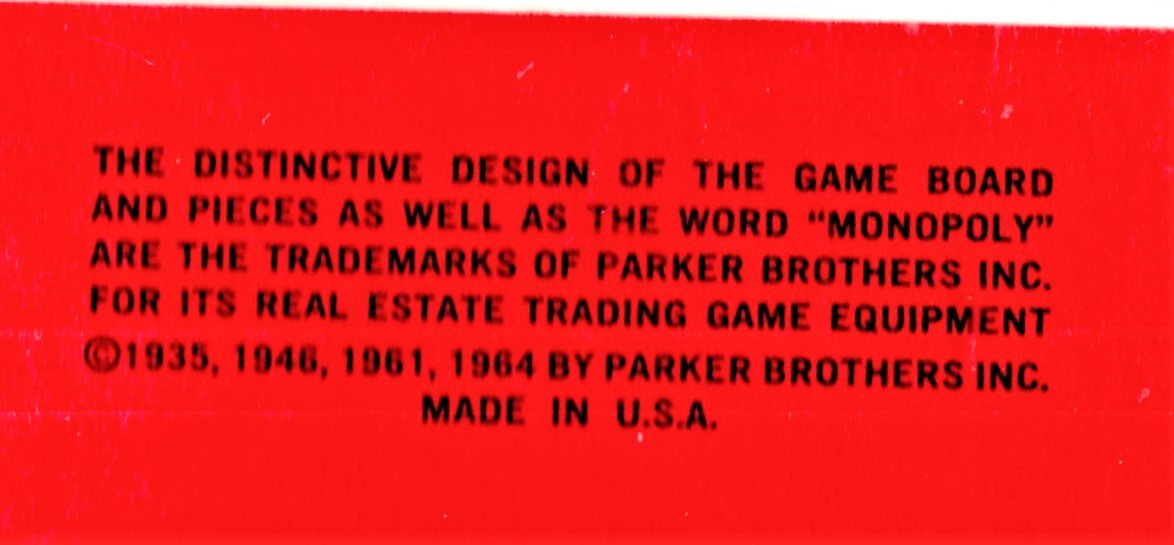 THE DISTINCTIVE DESIGN OF THE GAME BOARD
AND PIECES AS WELL AS THE WORD “MONOPOLY”
ARE THE TRADEMARKS OF PARKER BROTHERS INC.
FOR ITS REAL ESTATE TRADING GAME EQUIPMENT
©1935, 1946, 1961, 1964 BY PARKER BROTHERS INC.
MADE IN U.S.A.